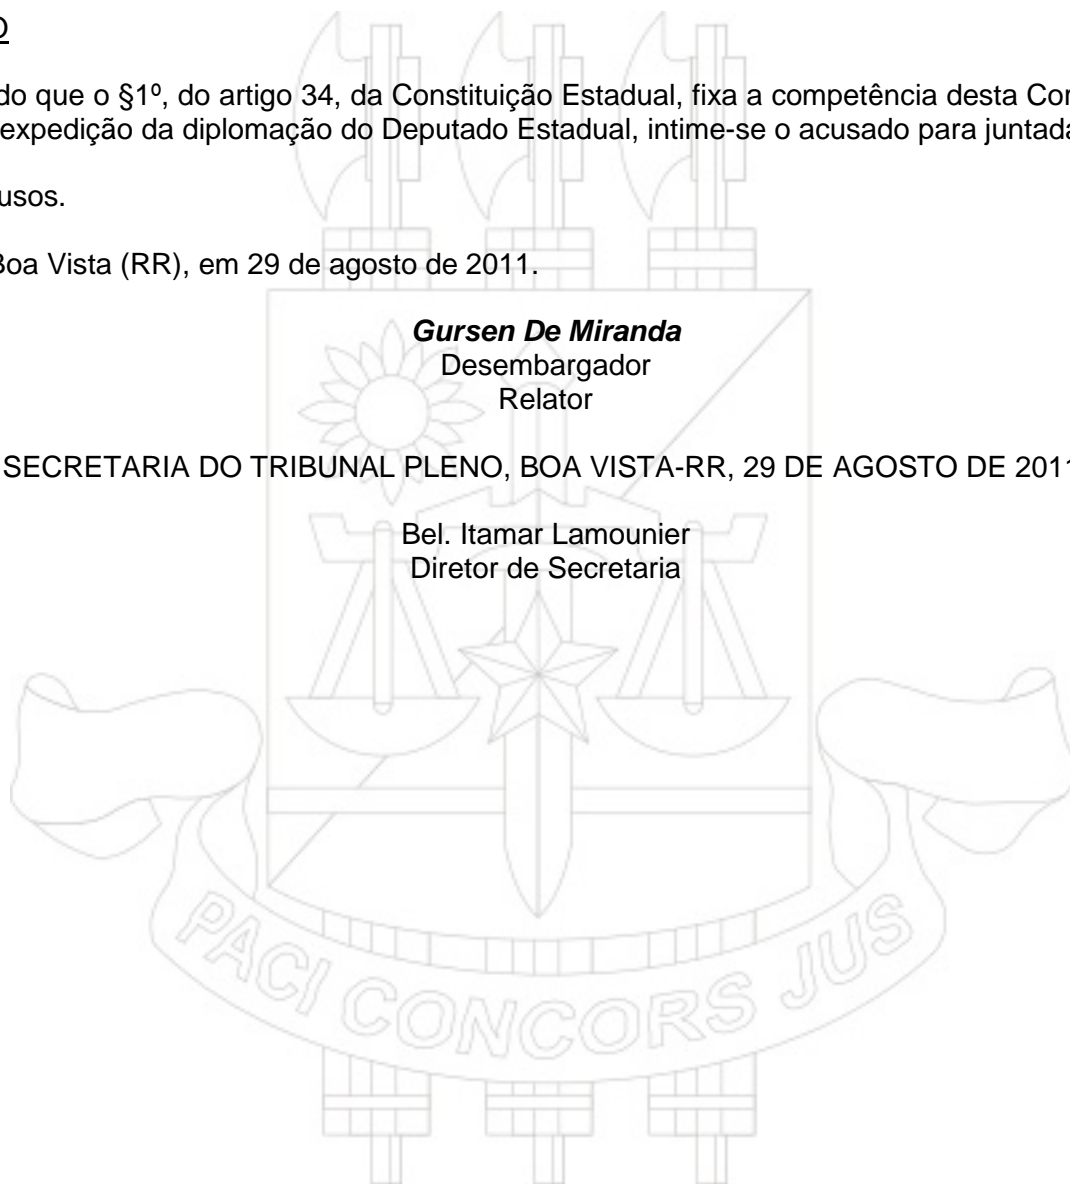 do que o §1º, do artigo 34, da Constituição Estadual, fixa a competência desta
expedição da diplomação do Deputado Estadual, intime-se o acusado para
usos.
Boa Vista (RR), em 29 de agosto de 2011.
Gursen De Miranda
Desembargador
Relator
SECRETARIA DO TRIBUNAL PLENO, BOA VISTA-RR, 29 DE AGOSTO DE 2011
Bel. Itamar Lamounier
Diretor de Secretaria
PACI CONCORS JUS